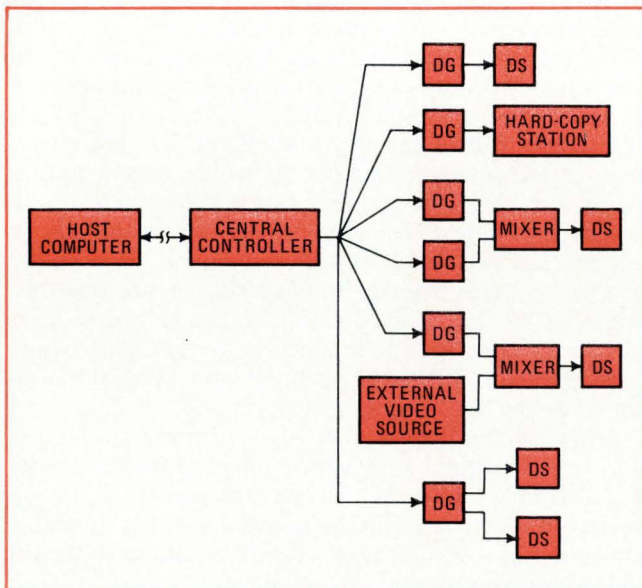 DG
DS
DG
HARD-COPY
STATION
DG
MIXER
DS
DG
HOST
COMPUTER
CENTRAL
CONTROLLER
DG
MIXER
DS
EXTERNAL
VIDEO
SOURCE
DG
DS
DS